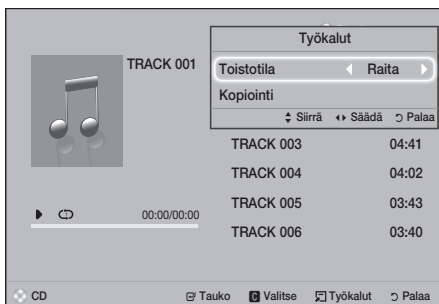 Työkalut
TRACK 001
Toistotila Raita
Kopiointi
Siirrä Säädä Palaa
TRACK 003 04:41
TRACK 004 04:02
TRACK 005 03:43
00:00/00:00
TRACK 006 03:40
CD Tauko C Valitse Työkalut Palaa